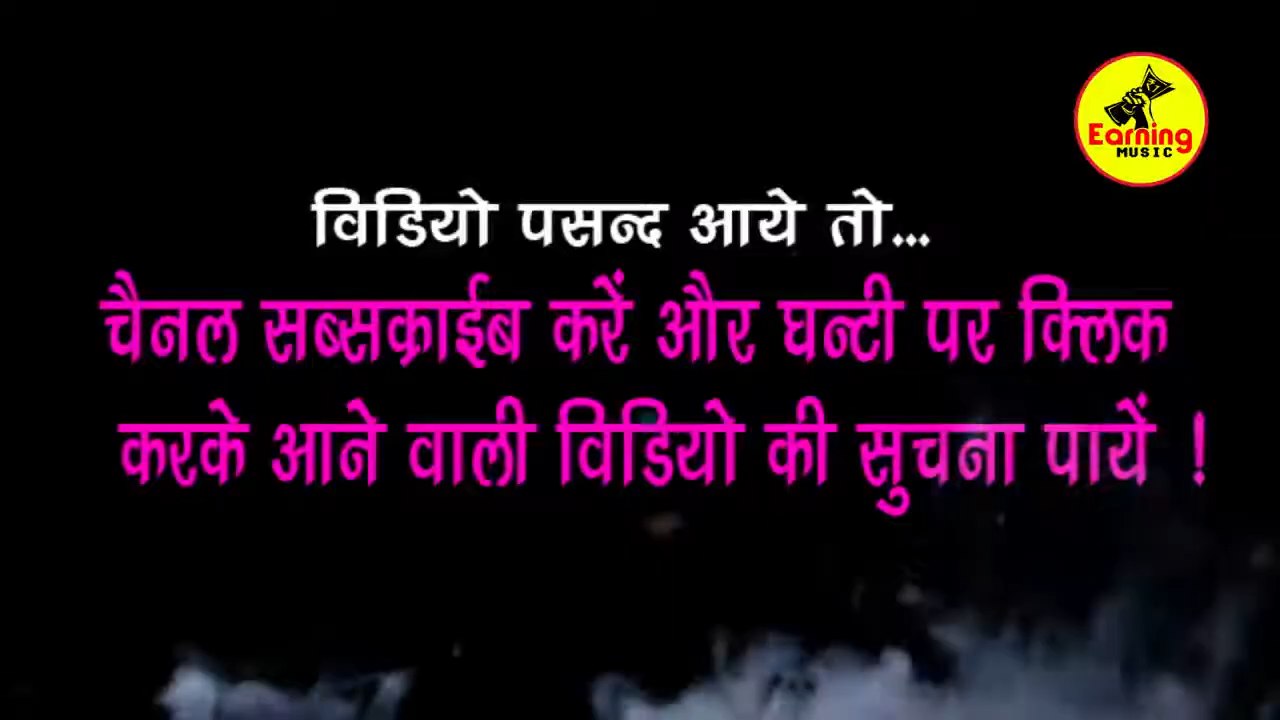 Earning
MUSIC
विडियो पसन्द आये तो...
चैनल सब्सक्राईब करें और घन्टी पर क्लिक
करके आने वाली विडियो की सुचना पायें !